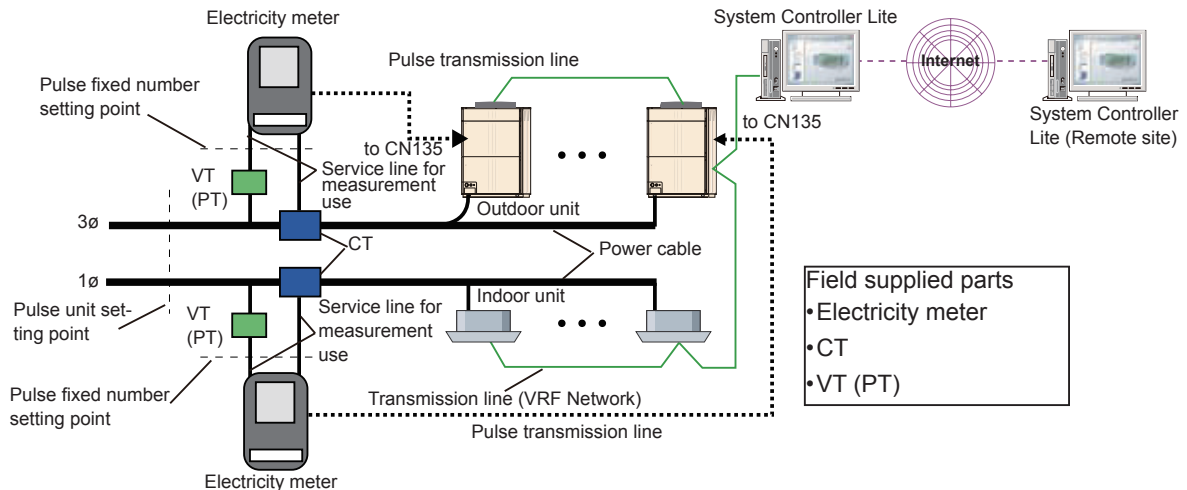 Electricity meter
System Controller Lite
Pulse transmission line
Internet
Pulse fixed number
setting point
to CN135
System Controller
Lite (Remote site)
to CN135
VT
(PT)
Service line for
measurement
use
3ø
Outdoor unit
CT
Power cable
1ø
Indoor unit
Pulse unit set-
ting point
VT
(PT)
Service line for
measurement
use
Field supplied parts
•Electricity meter
•CT
•VT (PT)
Pulse fixed number
setting point
Transmission line (VRF Network)
Pulse transmission line
Electricity meter